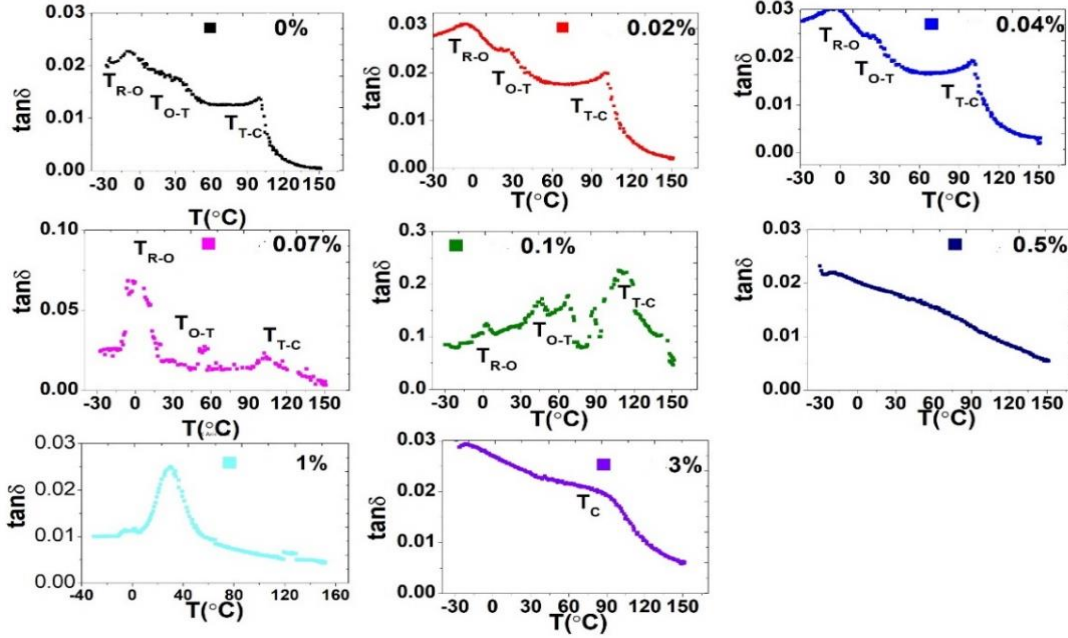 0.03
0%
0.02
T_R-O
T_O-T
T_T-C
0.01
0.00
tanδ
-30 0 30 60 90 120 150
T(°C)
0.03
0.02%
T_R-O
0.02
T_O-T
T_T-C
0.01
0.00
tanδ
-30 0 30 60 90 120 150
T(°C)
0.03
0.04%
T_R-O
0.02
T_O-T
T_T-C
0.01
0.00
tanδ
-30 0 30 60 90 120 150
T(°C)
0.10
0.07%
T_R-O
0.05
T_O-T
T_T-C
0.00
tanδ
-30 0 30 60 90 120 150
T(°C)
0.3
0.1%
0.2
T_T-C
0.1
T_O-T
T_R-O
0.0
tanδ
-30 0 30 60 90 120 150
T(°C)
0.03
0.5%
0.02
0.01
0.00
tanδ
-30 0 30 60 90 120 150
T(°C)
0.03
1%
0.02
0.01
0.00
tanδ
-40 0 40 80 120 160
T(°C)
0.03
3%
0.02
T_C
0.01
0.00
tanδ
-30 0 30 60 90 120 150
T(°C)